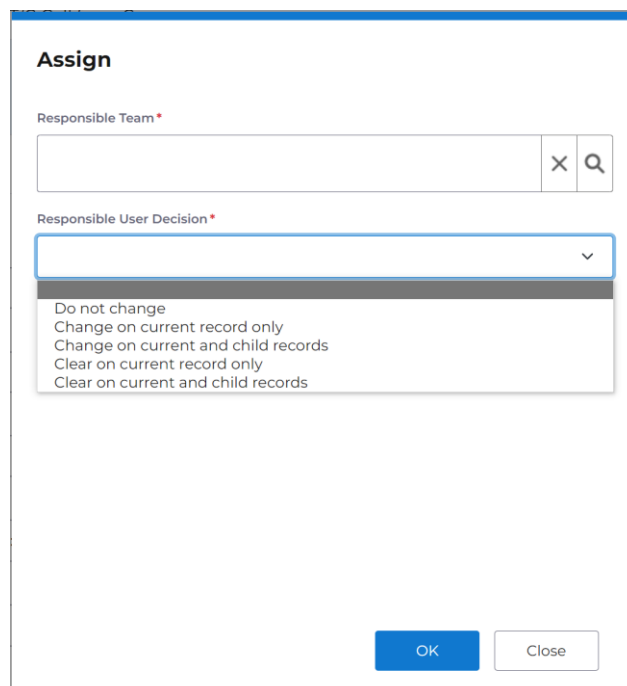 Assign
Responsible Team *
Responsible User Decision *
Do not change
Change on current record only
Change on current and child records
Clear on current record only
Clear on current and child records
OK
Close